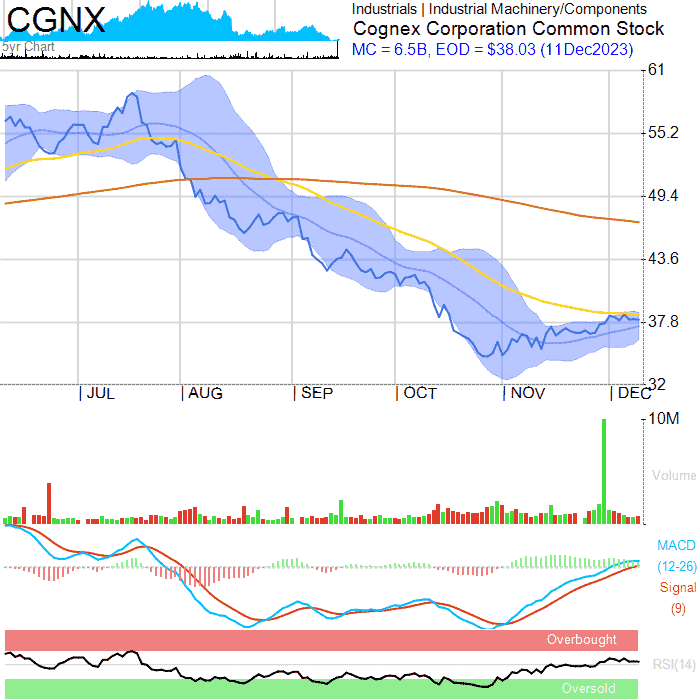 CGNX
Industrials | Industrial Machinery/Components
Cognex Corporation Common Stock
5yr Chart
MC = 6.5B, EOD = $38.03 (11Dec2023)
61
55.2
49.4
43.6
37.8
32
JUL
AUG
SEP
OCT
NOV
DEC
10M
Volume
MACD
(12-26)
Signal
(9)
Overbought
RSI(14)
Oversold